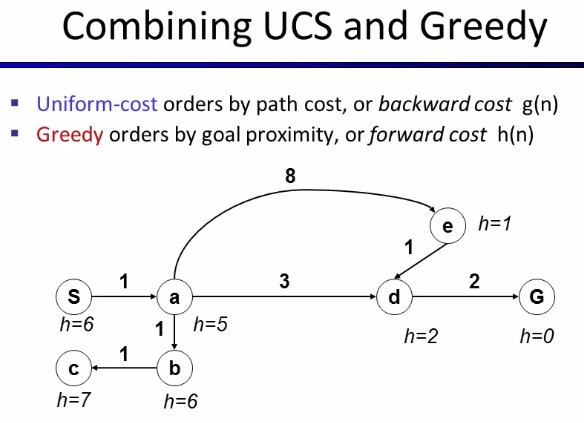 Combining UCS and Greedy
▪ Uniform-cost orders by path cost, or backward cost g(n)
▪ Greedy orders by goal proximity, or forward cost h(n)
8
e h=1
1
S 1 a 3 d 2 G
h=6 1 h=5 h=2 h=0
c 1 b
h=7 h=6